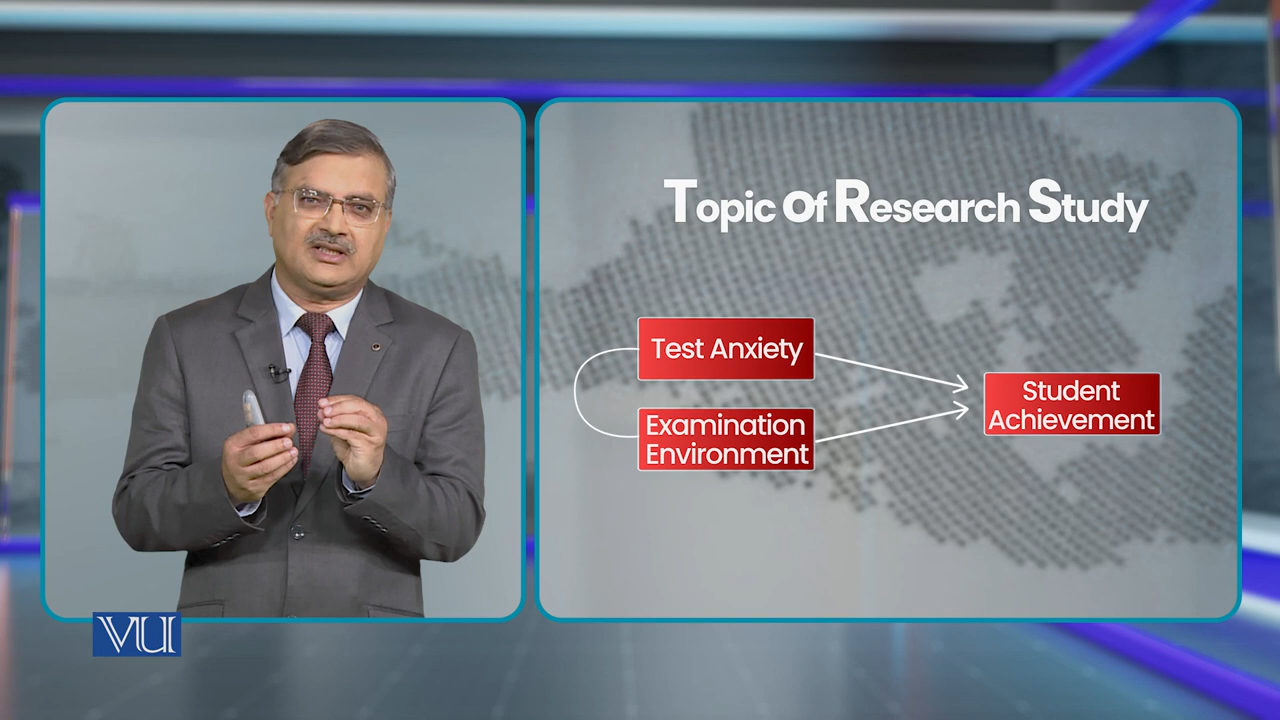 Topic Of Research Study
Test Anxiety
Examination
Environment
Student
Achievement
VU